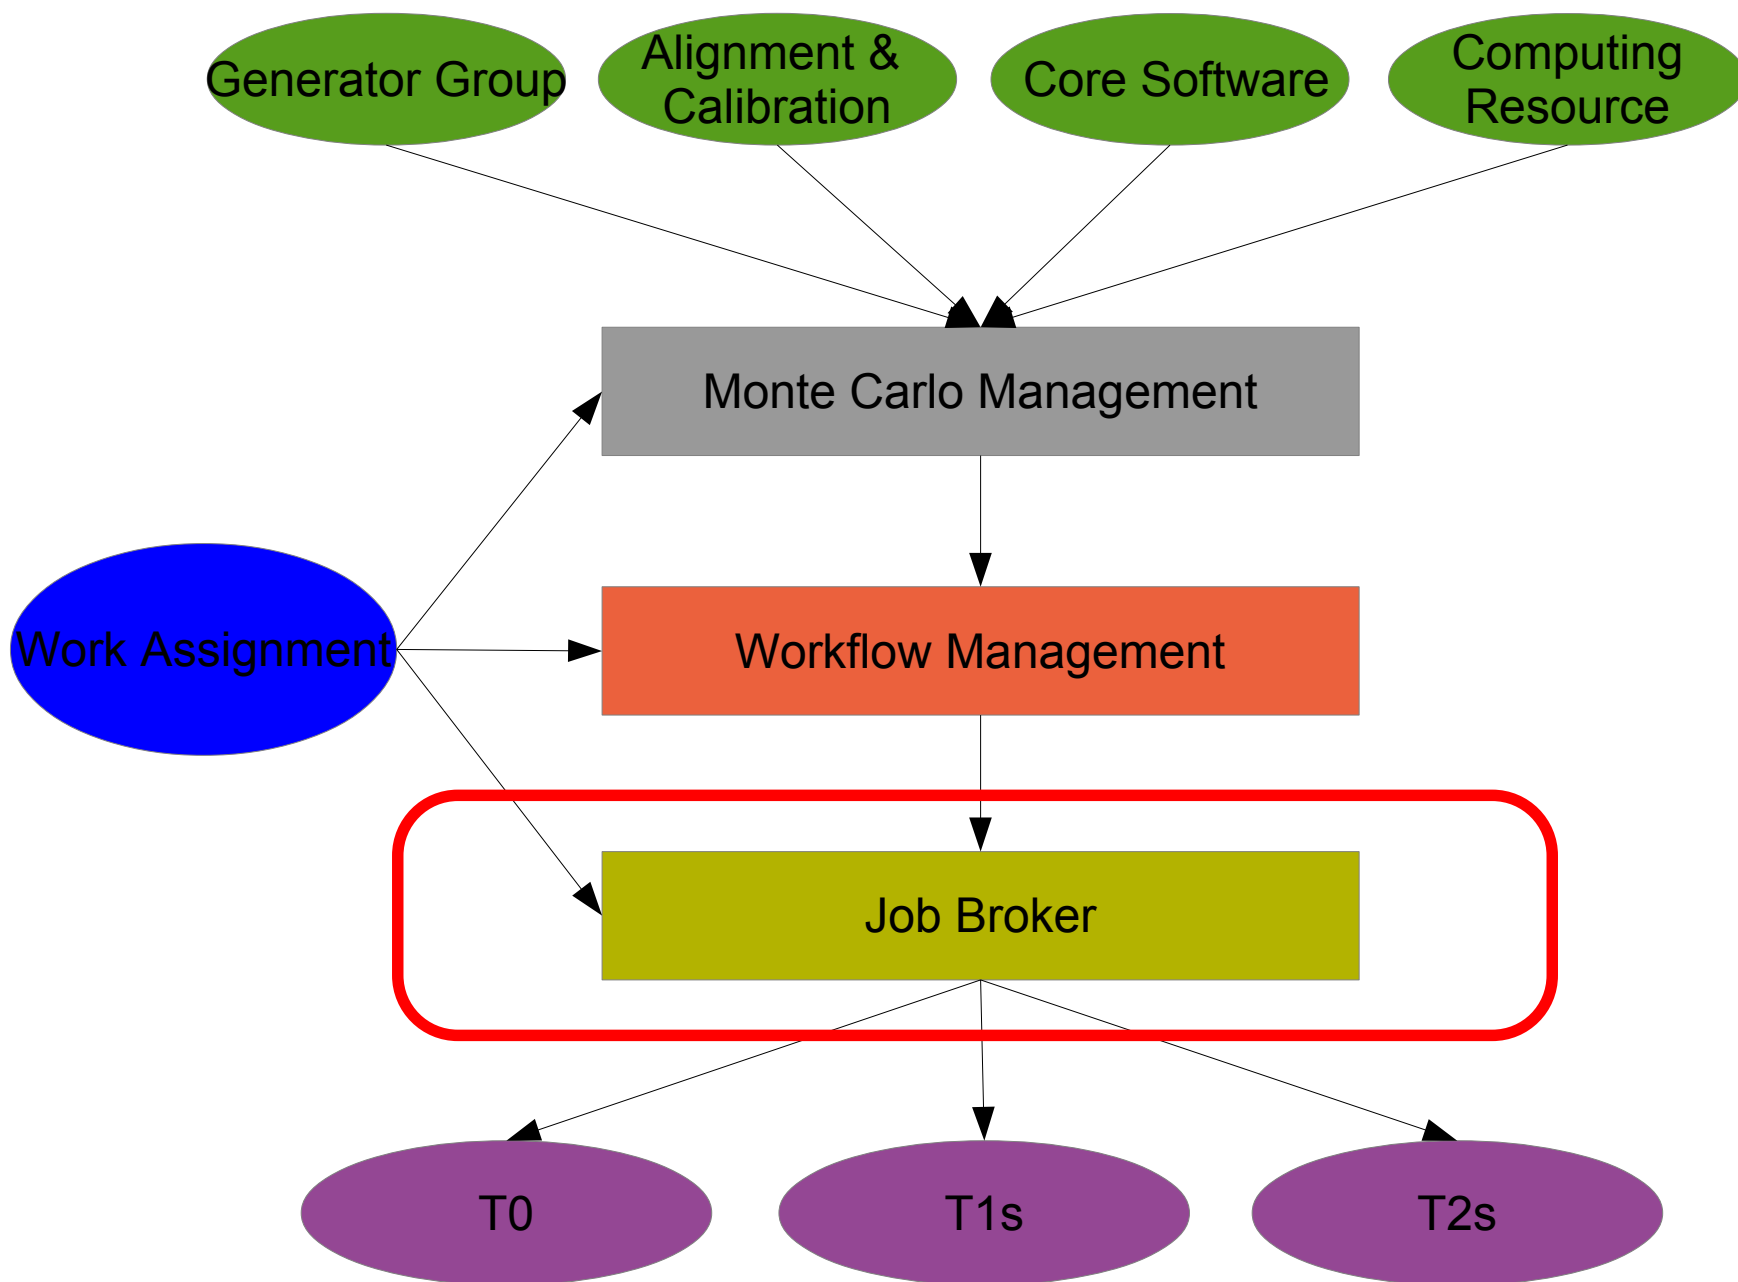 Generator Group
Alignment &
Calibration
Core Software
Computing
Resource
Monte Carlo Management
Work Assignment
Workflow Management
Job Broker
T0
T1s
T2s